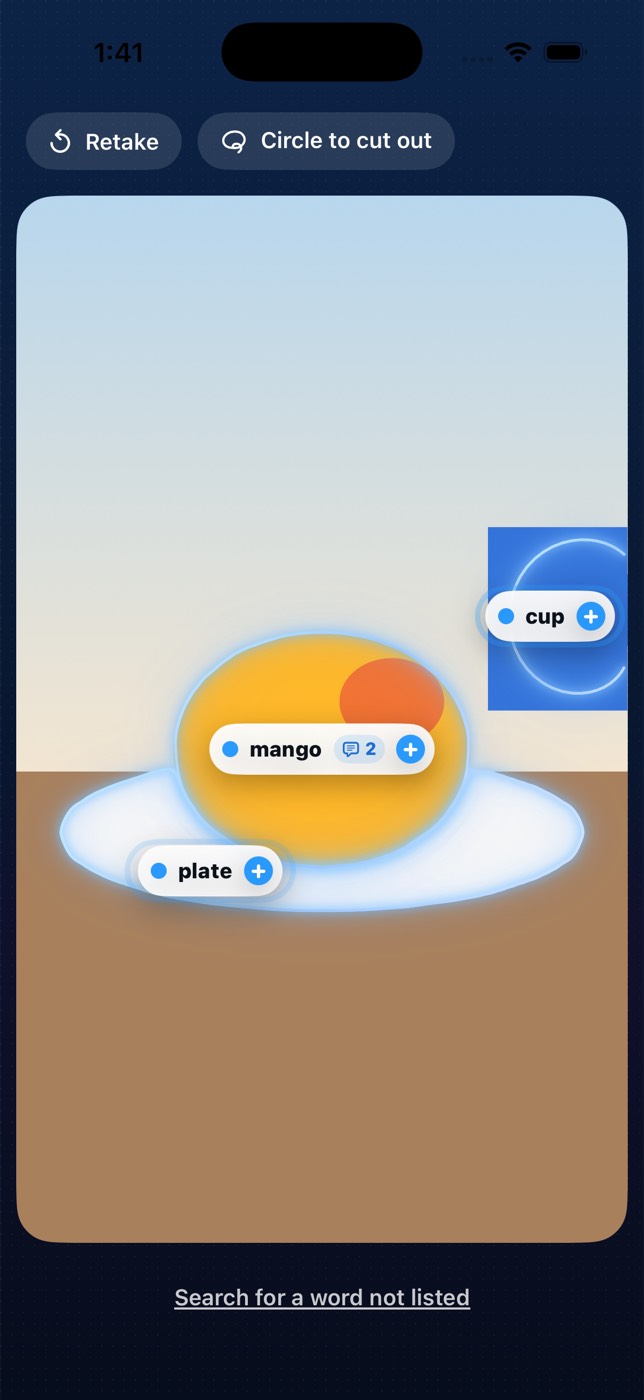 1:41
Retake
Circle to cut out
cup
mango 2
plate
Search for a word not listed